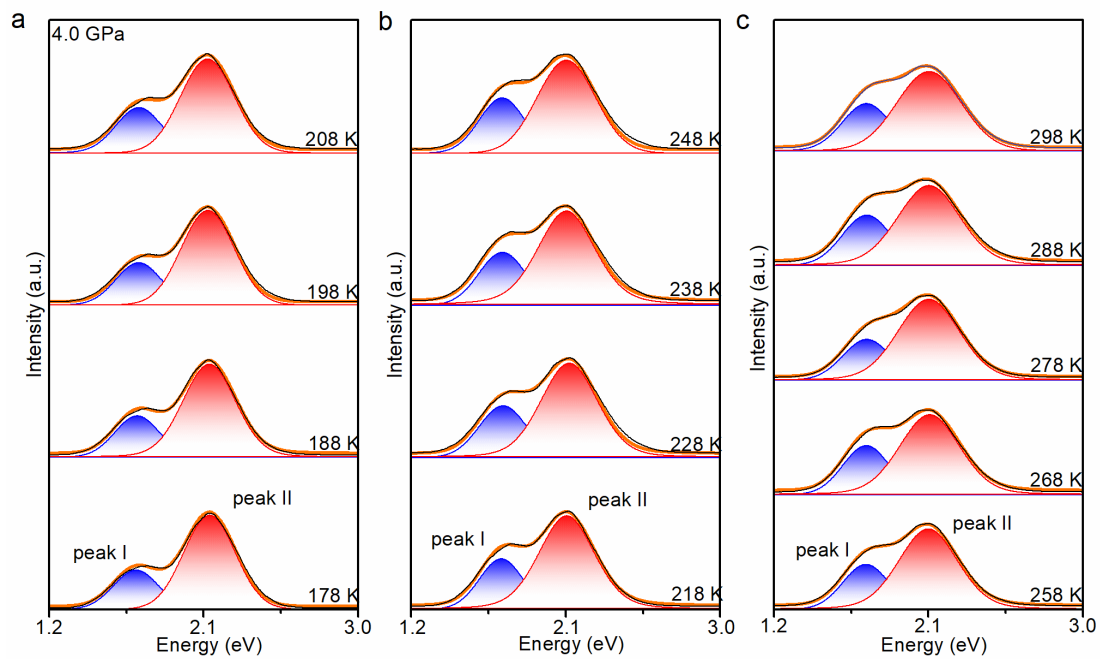 a
4.0 GPa
208 K
198 K
188 K
peak II
peak I
178 K
1.2
2.1
3.0
Energy (eV)
Intensity (a.u.)
b
248 K
238 K
228 K
peak II
peak I
218 K
1.2
2.1
3.0
Energy (eV)
Intensity (a.u.)
c
298 K
288 K
278 K
268 K
peak II
peak I
258 K
1.2
2.1
3.0
Energy (eV)
Intensity (a.u.)